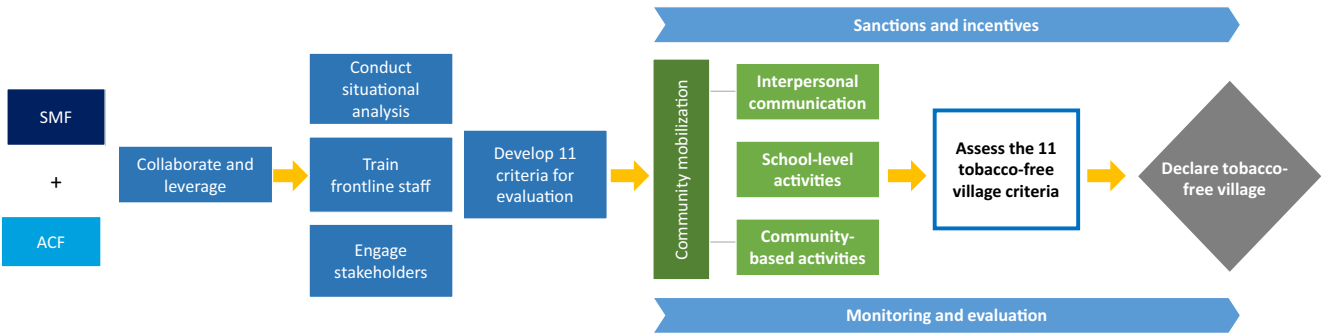 Sanctions and incentives
SMF
+
ACF
Collaborate and
leverage
Conduct
situational
analysis
Train
frontline staff
Engage
stakeholders
Develop 11
criteria for
evaluation
Community mobilization
Interpersonal
communication
School-level
activities
Community-
based activities
Assess the 11
tobacco-free
village criteria
Declare tobacco-
free village
Monitoring and evaluation